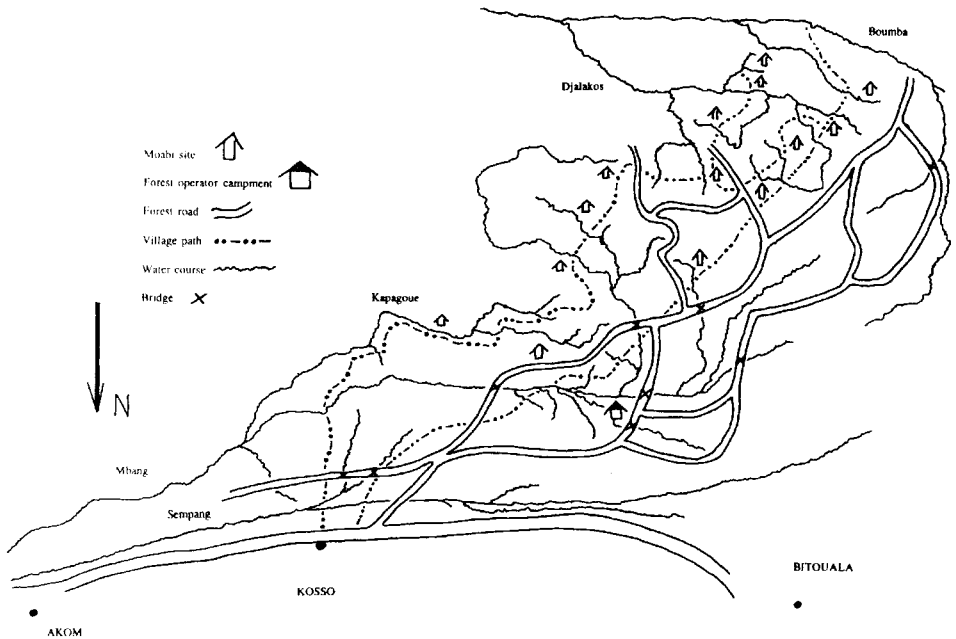 Boumba
Djalakos
Moabi site
Forest operator campment
Forest road
Village path
Water course
Bridge
Kapagoue
N
Mbang
Sempang
KOSSO
BITOUALA
AKOM